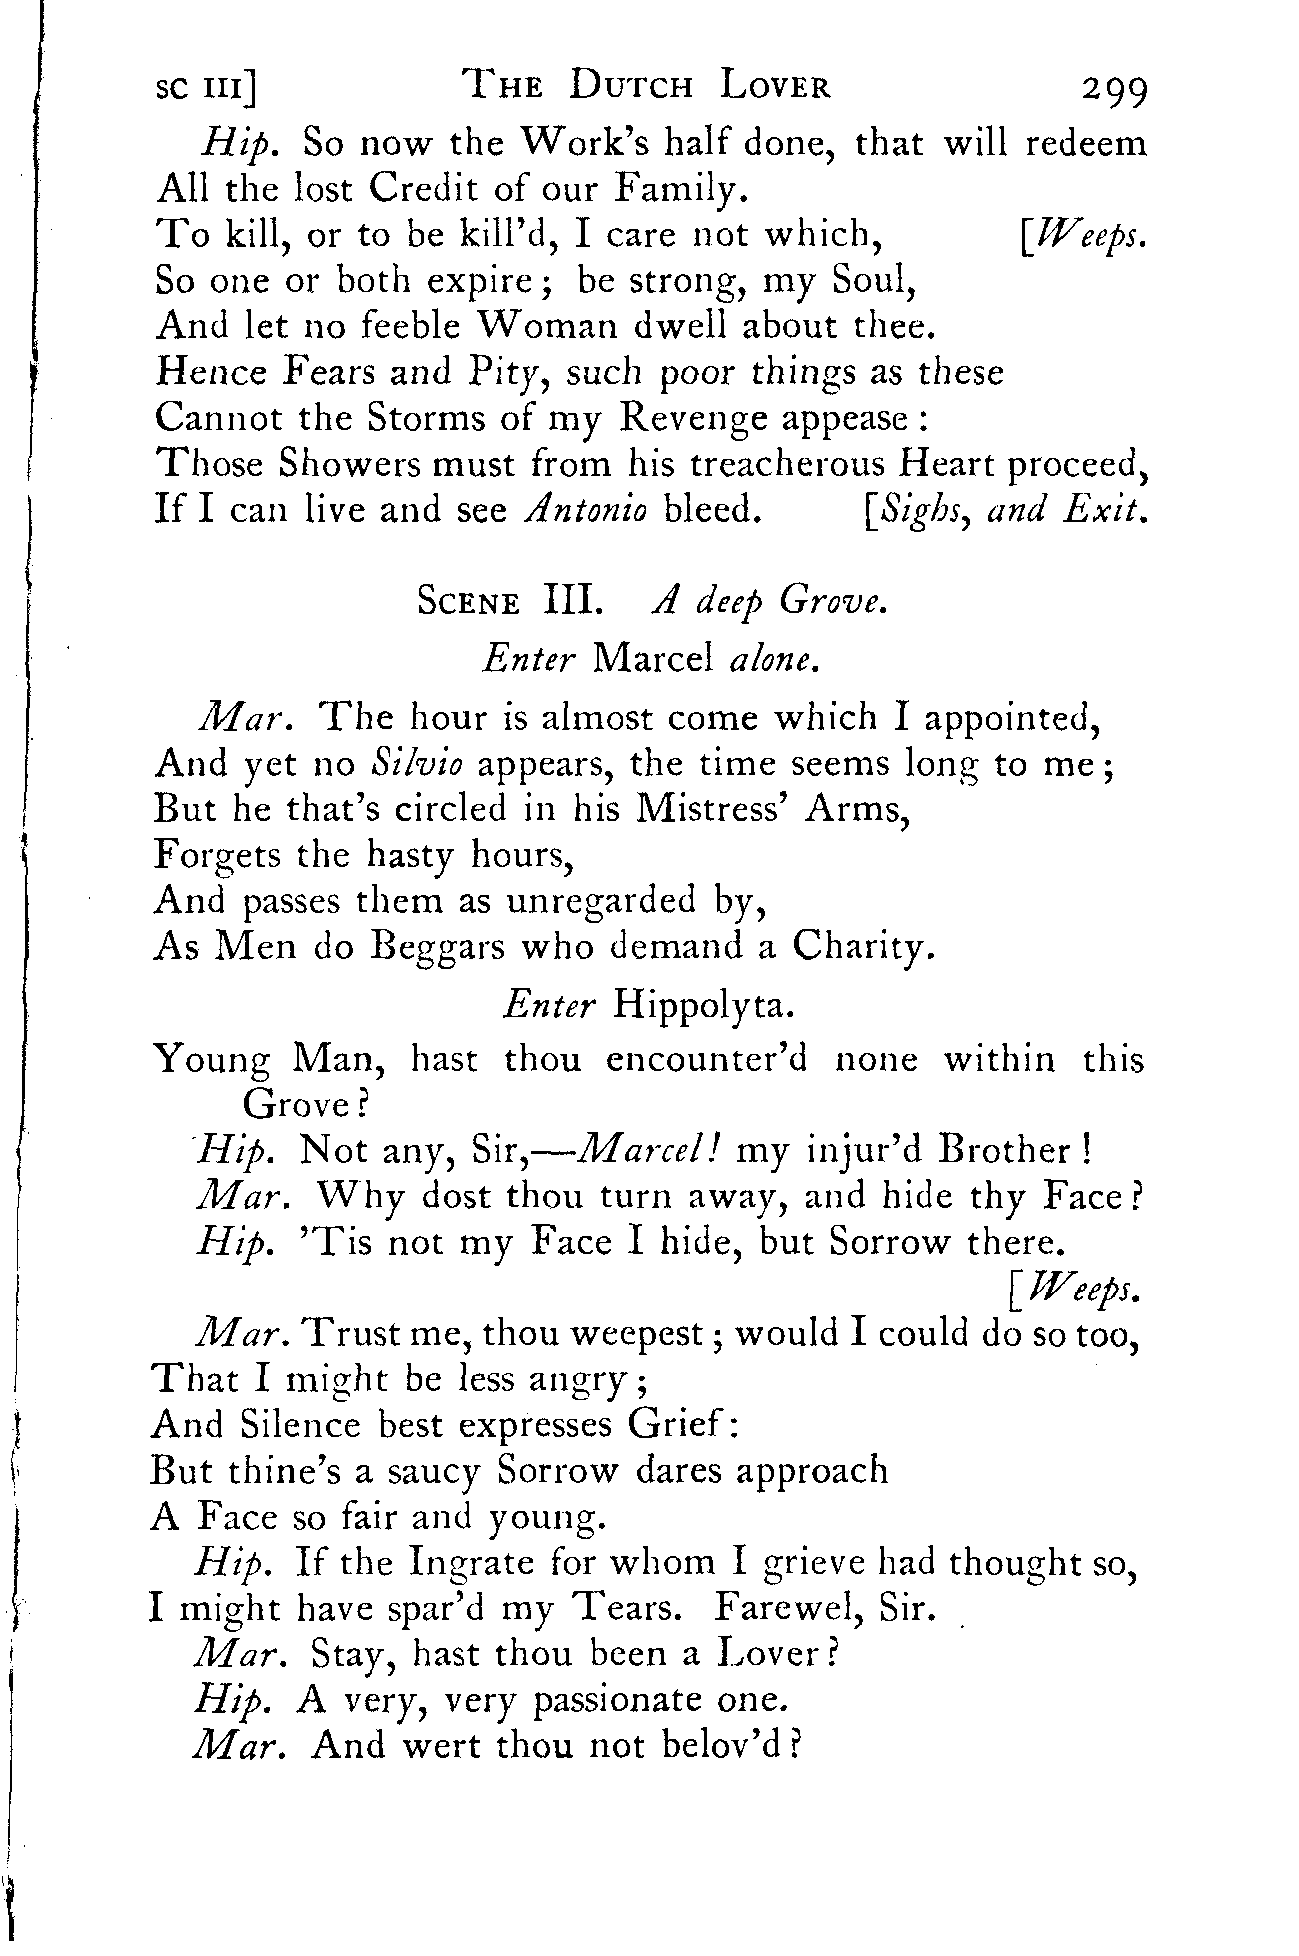 SC III] THE DUTCH LOVER 299
Hip. So now the Work's half done, that will redeem
All the lost Credit of our Family.
To kill, or to be kill'd, I care not which, [Weeps.
So one or both expire; be strong, my Soul,
And let no feeble Woman dwell about thee.
Hence Fears and Pity, such poor things as these
Cannot the Storms of my Revenge appease:
Those Showers must from his treacherous Heart proceed,
If I can live and see Antonio bleed. [Sighs, and Exit.
SCENE III. A deep Grove.
Enter Marcel alone.
Mar. The hour is almost come which I appointed,
And yet no Silvio appears, the time seems long to me;
But he that's circled in his Mistress' Arms,
Forgets the hasty hours,
And passes them as unregarded by,
As Men do Beggars who demand a Charity.
Enter Hippolyta.
Young Man, hast thou encounter'd none within this
Grove?
Hip. Not any, Sir,—Marcel! my injur'd Brother!
Mar. Why dost thou turn away, and hide thy Face?
Hip. 'Tis not my Face I hide, but Sorrow there.
[Weeps.
Mar. Trust me, thou weepest; would I could do so too,
That I might be less angry;
And Silence best expresses Grief:
But thine's a saucy Sorrow dares approach
A Face so fair and young.
Hip. If the Ingrate for whom I grieve had thought so,
I might have spar'd my Tears. Farewel, Sir.
Mar. Stay, hast thou been a Lover?
Hip. A very, very passionate one.
Mar. And wert thou not belov'd?